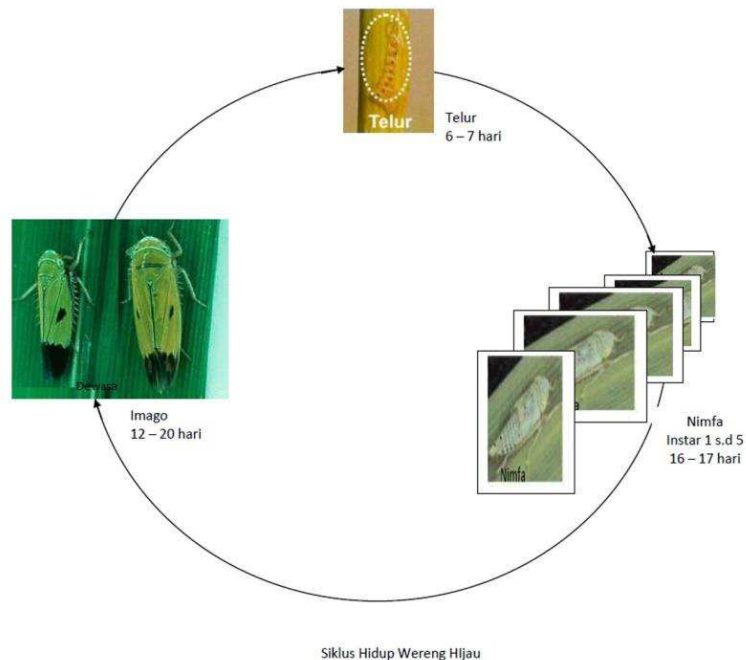 Telur
Telur
6 – 7 hari
Dewasa
Imago
12 – 20 hari
Nimfa
Nimfa
Instar 1 s.d 5
16 – 17 hari
Siklus Hidup Wereng Hijau